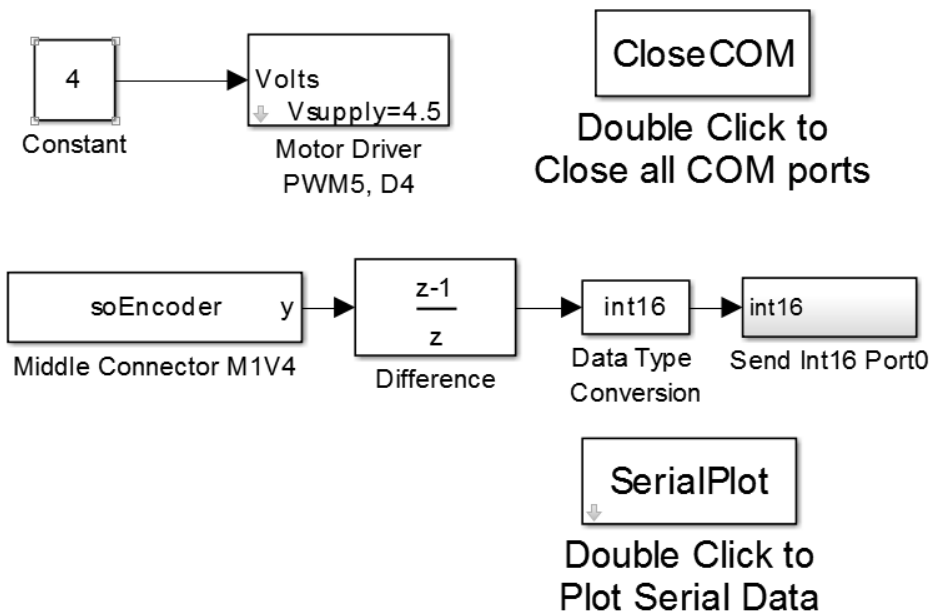 4
Constant
Volts
Vsupply=4.5
Motor Driver
PWM5, D4
CloseCOM
Double Click to
Close all COM ports
soEncoder y
Middle Connector M1V4
z-1
z
Difference
int16
Data Type
Conversion
int16
Send Int16 Port0
SerialPlot
Double Click to
Plot Serial Data